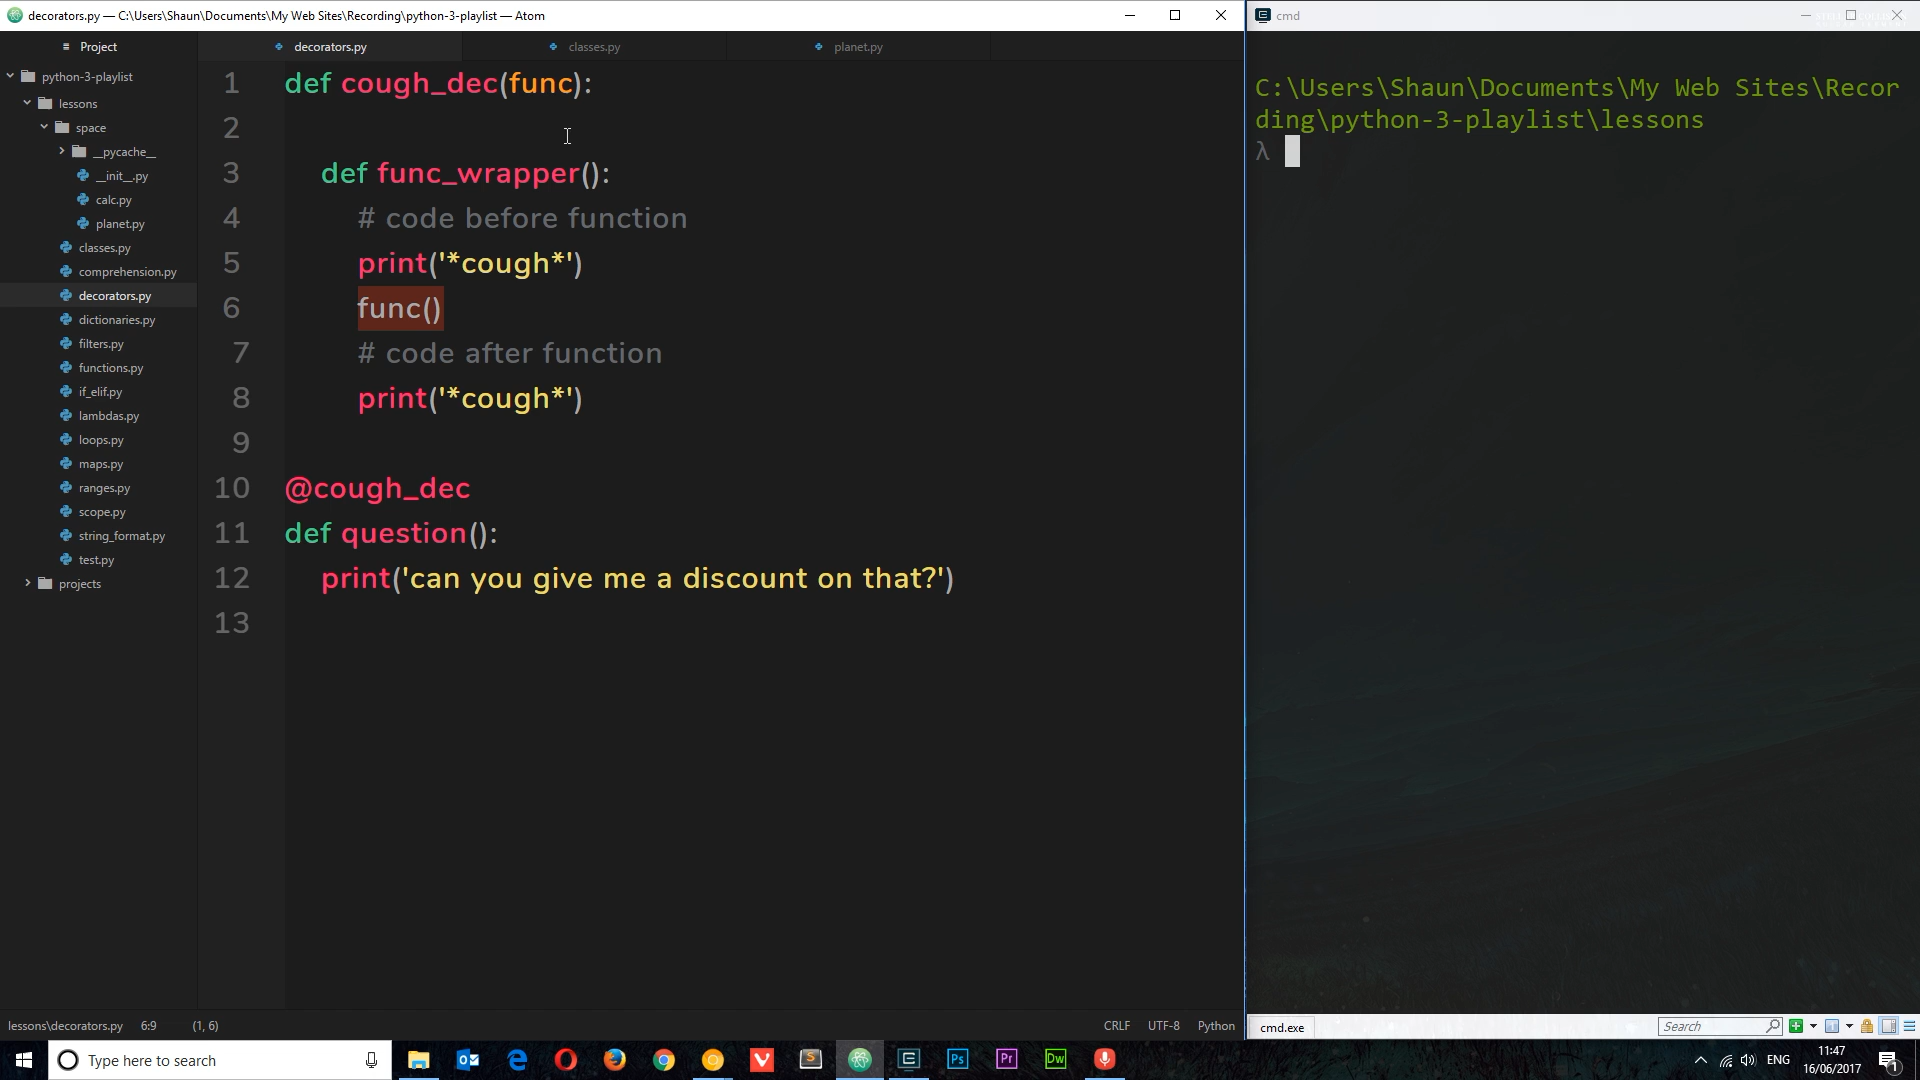 decorators.py — C:\Users\Shaun\Documents\My Web Sites\Recording\python-3-playlist — Atom
Project
python-3-playlist
lessons
space
__pycache__
__init__.py
calc.py
planet.py
classes.py
comprehension.py
decorators.py
dictionaries.py
filters.py
functions.py
if_elif.py
lambdas.py
loops.py
maps.py
ranges.py
scope.py
string_format.py
test.py
projects
decorators.py
classes.py
planet.py
1 def cough_dec(func):
2
3 def func_wrapper():
4 # code before function
5 print('*cough*')
6 func()
7 # code after function
8 print('*cough*')
9
10 @cough_dec
11 def question():
12 print('can you give me a discount on that?')
13
lessons\decorators.py 6:9 (1, 6)
CRLF UTF-8 Python
cmd
C:\Users\Shaun\Documents\My Web Sites\Recor
ding\python-3-playlist\lessons
λ
cmd.exe
Search
Type here to search
Ps
Pr
Dw
ENG
11:47
16/06/2017
1